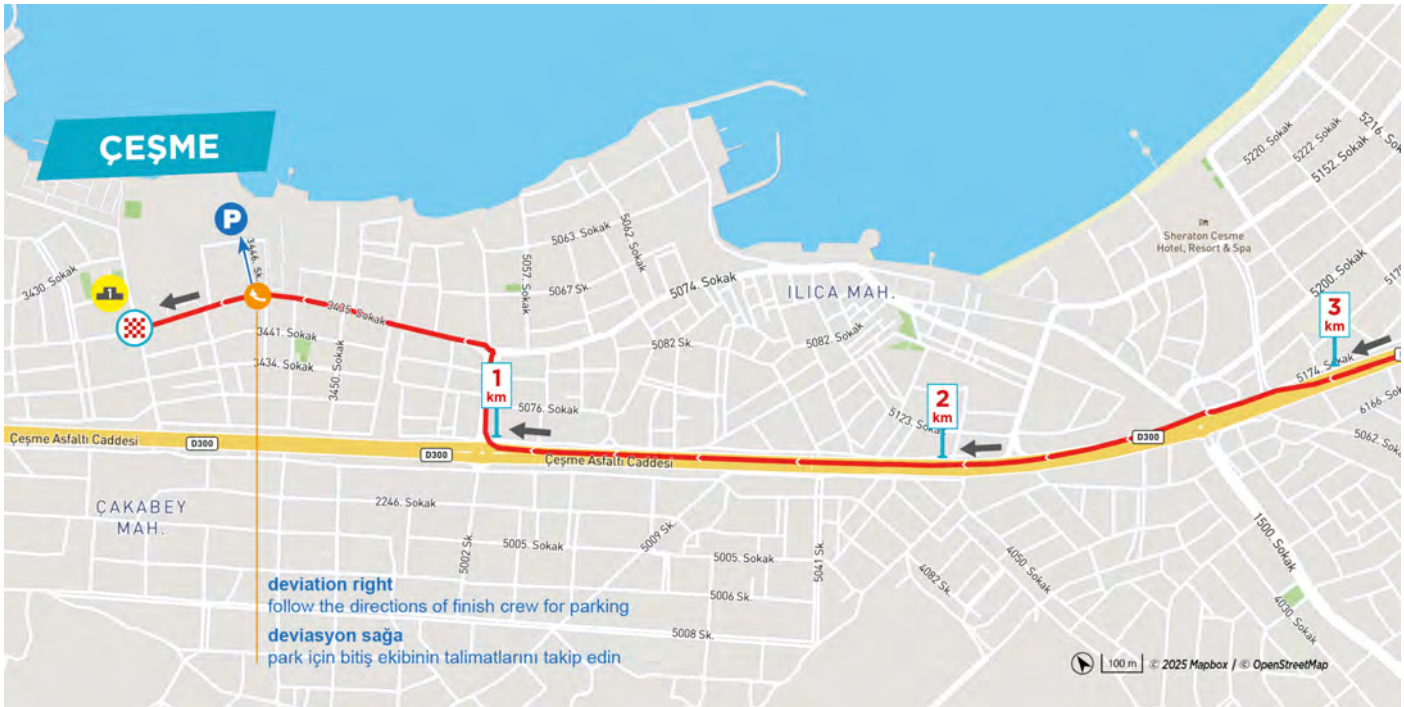 ÇEŞME
P
1
3430. Sokak
3446. Sk.
3435. Sokak
3441. Sokak
3434. Sokak
3450. Sokak
5057. Sokak
5063. Sokak
5062. Sokak
5067 Sk.
5074. Sokak
ILICA MAH.
5082 Sk.
5082. Sokak
Sheraton Cesme
Hotel, Resort & Spa
5220. Sokak
5222. Sokak
5216. Sok
5152. Sokak
5200. Sokak
5174. Sokak
6166. Soka
5062. Soka
3
km
2
km
1
km
5076. Sokak
5123. Sokak
Çeşme Asfaltı Caddesi
D300
D300
Çeşme Asfaltı Caddesi
D300
ÇAKABEY
MAH.
2246. Sokak
5002 Sk.
5005. Sokak
5009 Sk.
5005. Sokak
5006 Sk.
5008 Sk.
5041 Sk.
4082 Sk.
4050. Sokak
1500. Sokak
4030. Sokak
deviation right
follow the directions of finish crew for parking
deviasyon sağa
park için bitiş ekibinin talimatlarını takip edin
100 m
© 2025 Mapbox / © OpenStreetMap